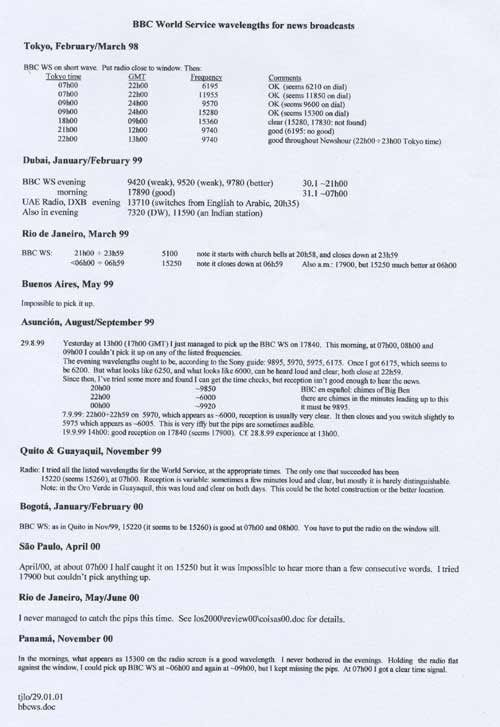 BBC World Service wavelengths for news broadcasts
Tokyo, February/March 98
BBC WS on short wave. Put radio close to window. Then:
Tokyo time GMT Frequency Comments
07h00 22h00 6195 OK (seems 6210 on dial)
07h00 22h00 11955 OK (seems 11850 on dial)
09h00 24h00 9570 OK (seems 9600 on dial)
09h00 24h00 15280 OK (seems 15300 on dial)
18h00 09h00 15360 clear (15280, 17830: not found)
21h00 12h00 9740 good (6195: no good)
22h00 13h00 9740 good throughout Newshour (22h00÷23h00 Tokyo time)
Dubai, January/February 99
BBC WS evening 9420 (weak), 9520 (weak), 9780 (better) 30.1 ~21h00
morning 17890 (good) 31.1 ~07h00
UAE Radio, DXB evening 13710 (switches from English to Arabic, 20h35)
Also in evening 7320 (DW), 11590 (an Indian station)
Rio de Janeiro, March 99
BBC WS: 21h00 ÷ 23h59 5100 note it starts with church bells at 20h58, and closes down at 23h59
<06h00 ÷ 06h59 15250 note it closes down at 06h59 Also a.m.: 17900, but 15250 much better at 06h00
Buenos Aires, May 99
Impossible to pick it up.
Asunción, August/September 99
29.8.99 Yesterday at 13h00 (17h00 GMT) I just managed to pick up the BBC WS on 17840. This morning, at 07h00, 08h00 and
09h00 I couldn't pick it up on any of the listed frequencies.
The evening wavelengths ought to be, according to the Sony guide: 9895, 5970, 5975, 6175. Once I got 6175, which seems to
be 6200. But what looks like 6250, and what looks like 6000, can be heard loud and clear; both close at 22h59.
Since then, I've tried some more and found I can get the time checks, but reception isn't good enough to hear the news.
20h00 ~9850 BBC en español: chimes of Big Ben
22h00 ~6000 there are chimes in the minutes leading up to this
00h00 ~9920 it must be 9895.
7.9.99: 22h00÷22h59 on 5970, which appears as ~6000, reception is usually very clear. It then closes and you switch slightly to
5975 which appears as ~6005. This is very iffy but the pips are sometimes audible.
19.9.99 14h00: good reception on 17840 (seems 17900). Cf. 28.8.99 experience at 13h00.
Quito & Guayaquil, November 99
Radio: I tried all the listed wavelengths for the World Service, at the appropriate times. The only one that succeeded has been
15220 (seems 15260), at 07h00. Reception is variable: sometimes a few minutes loud and clear, but mostly it is barely distinguishable.
Note: in the Oro Verde in Guayaquil, this was loud and clear on both days. This could be the hotel construction or the better location.
Bogotá, January/February 00
BBC WS: as in Quito in Nov/99, 15220 (it seems to be 15260) is good at 07h00 and 08h00. You have to put the radio on the window sill.
São Paulo, April 00
April/00, at about 07h00 I half caught it on 15250 but it was impossible to hear more than a few consecutive words. I tried
17900 but couldn't pick anything up.
Rio de Janeiro, May/June 00
I never managed to catch the pips this time. See los2000\review00\coisas00.doc for details.
Panamá, November 00
In the mornings, what appears as 15300 on the radio screen is a good wavelength. I never bothered in the evenings. Holding the radio flat
against the window, I could pick up BBC WS at ~06h00 and again at ~09h00, but I kept missing the pips. At 07h00 I got a clear time signal.
tjlo/29.01.01
bbcws.doc